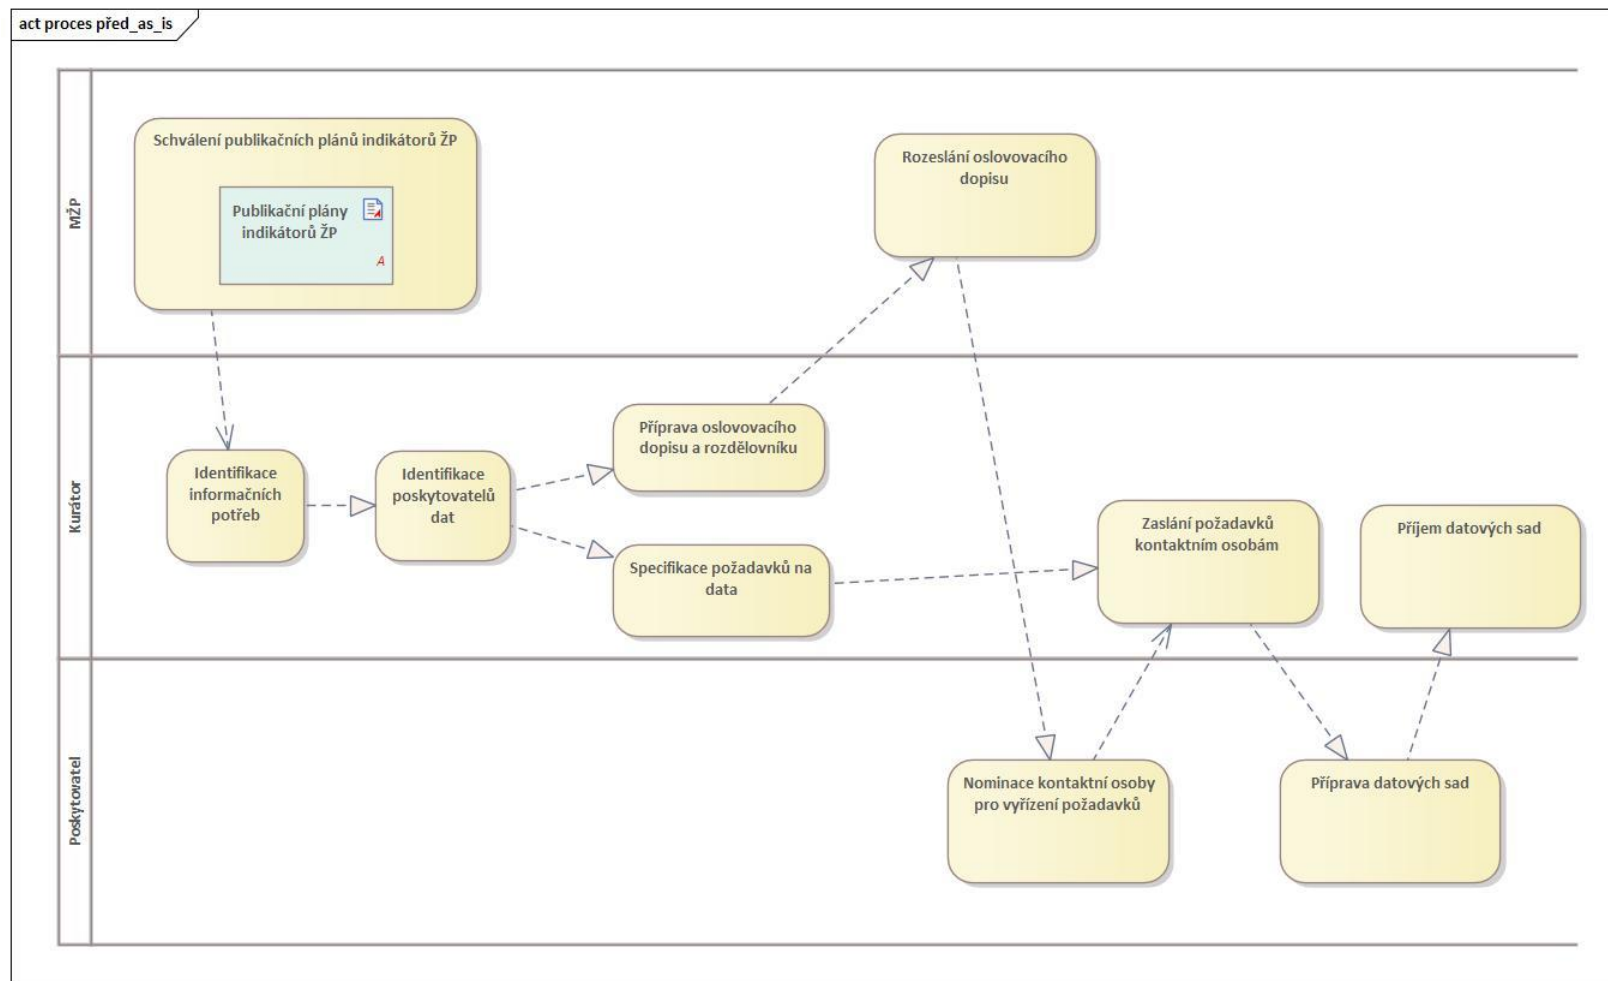 act proces před_as_is
MŽP
Schválení publikačních plánů indikátorů ŽP
Publikační plány
indikátorů ŽP
A
Rozeslání oslovovacího
dopisu
Kurátor
Identifikace
informačních
potřeb
Identifikace
poskytovatelů
dat
Příprava oslovovacího
dopisu a rozdělovníku
Specifikace požadavků na
data
Zaslání požadavků
kontaktním osobám
Příjem datových sad
Poskytovatel
Nominace kontaktní osoby
pro vyřízení požadavků
Příprava datových sad